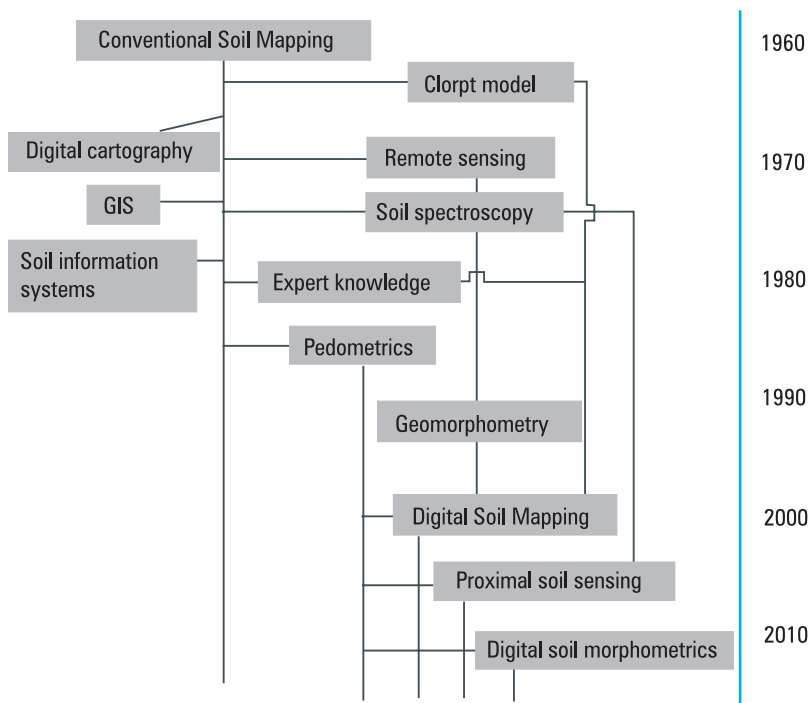 Conventional Soil Mapping
1960
Clorpt model
Digital cartography
Remote sensing
1970
GIS
Soil spectroscopy
Soil information
systems
Expert knowledge
1980
Pedometrics
1990
Geomorphometry
Digital Soil Mapping
2000
Proximal soil sensing
2010
Digital soil morphometrics